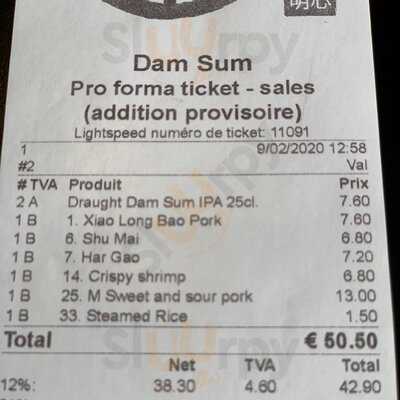 Dam Sum
Pro forma ticket - sales
(addition provisoire)
Lightspeed numéro de ticket: 11091
1 9/02/2020 12:58
#2 Val
# TVA Produit Prix
2 A Draught Dam Sum IPA 25cl. 7.60
1 B 1. Xiao Long Bao Pork 7.60
1 B 6. Shu Mai 6.80
1 B 7. Har Gao 7.20
1 B 14. Crispy shrimp 6.80
1 B 25. M Sweet and sour pork 13.00
1 B 33. Steamed Rice 1.50
Total € 50.50
Net TVA Total
12%: 38.30 4.60 42.90
Sluurpy
Sluurpy
Sluurpy